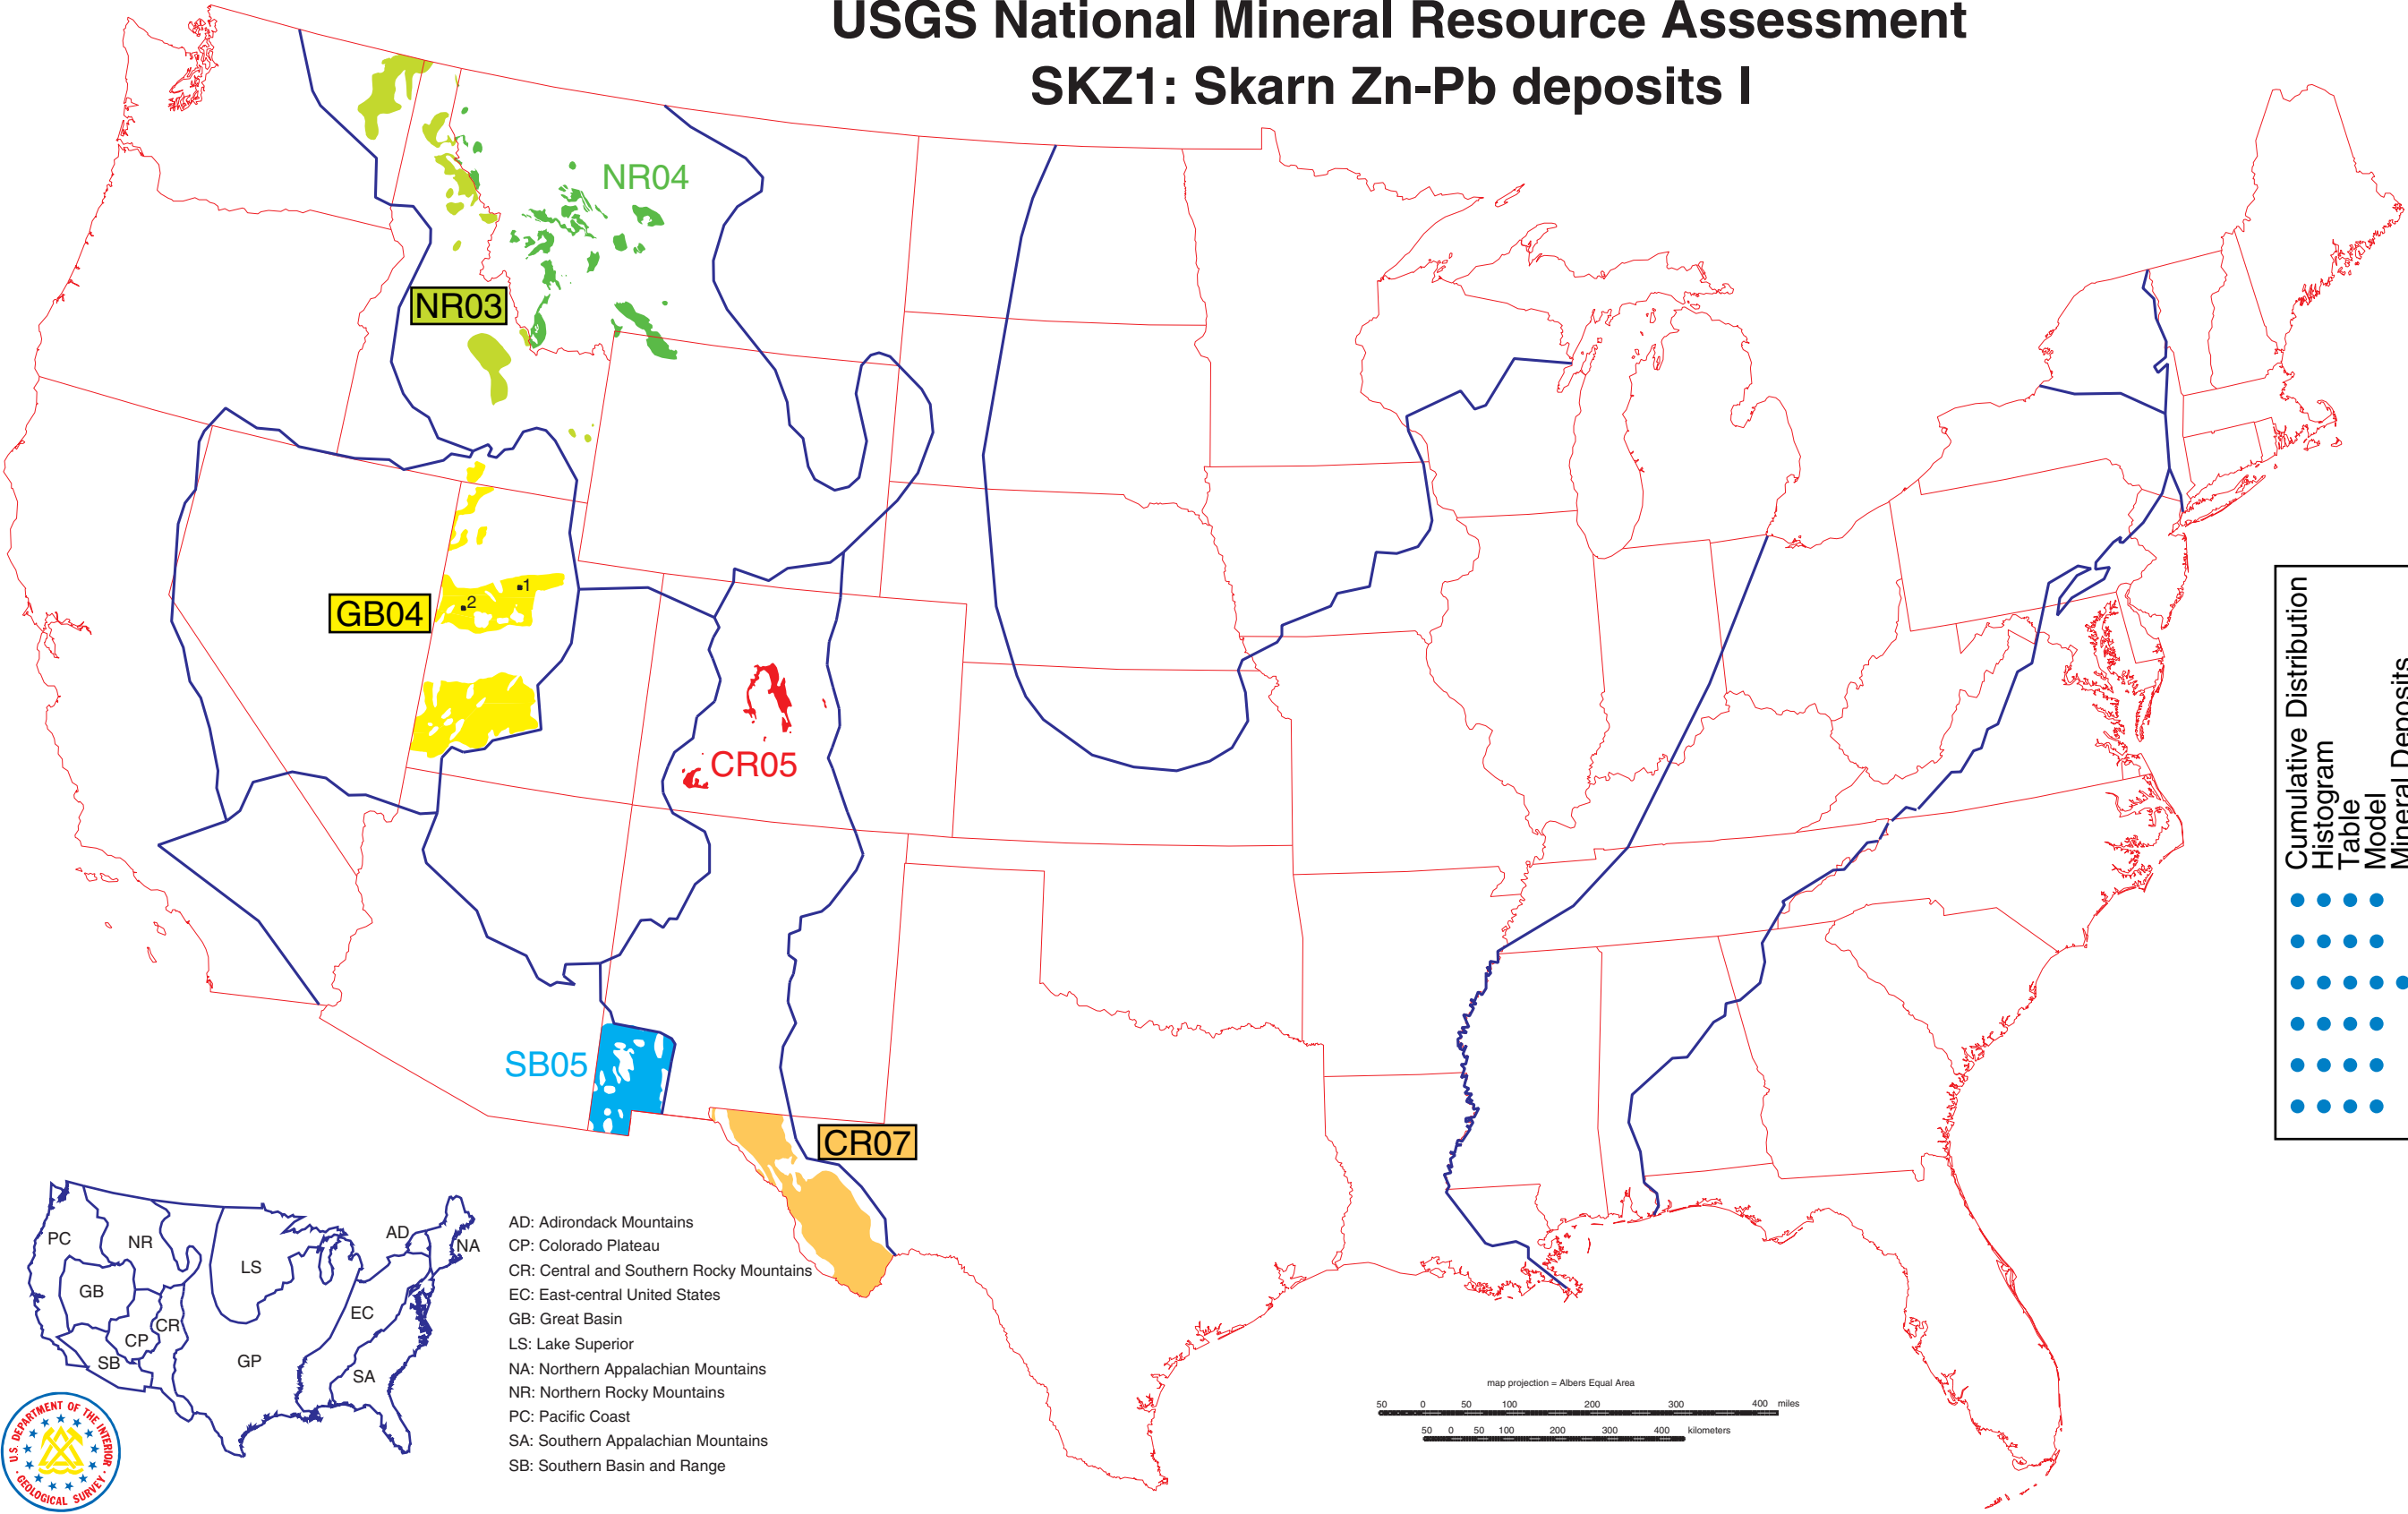 USGS National Mineral Resource Assessment
SKZ1: Skarn Zn-Pb deposits I
NR04
NR03
1
2
GB04
CR05
SB05
CR07
Cumulative Distribution
Histogram
Table
Model
Mineral Deposits
PC
NR
AD
NA
LS
GB
EC
CR
CP
SB
GP
SA
AD: Adirondack Mountains
CP: Colorado Plateau
CR: Central and Southern Rocky Mountains
EC: East-central United States
GB: Great Basin
LS: Lake Superior
NA: Northern Appalachian Mountains
NR: Northern Rocky Mountains
PC: Pacific Coast
SA: Southern Appalachian Mountains
SB: Southern Basin and Range
map projection = Albers Equal Area
50 0 50 100 200 300 400 miles
50 0 50 100 200 300 400 kilometers
U.S. DEPARTMENT OF THE INTERIOR
GEOLOGICAL SURVEY